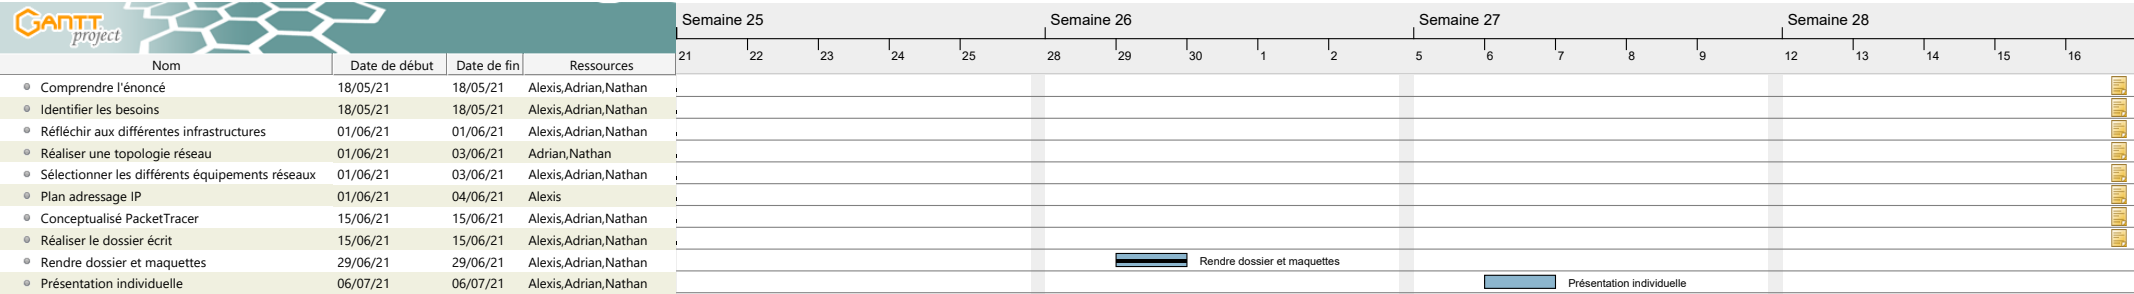 GANTT
project
Semaine 25 Semaine 26 Semaine 27 Semaine 28
21 22 23 24 25 28 29 30 1 2 5 6 7 8 9 12 13 14 15 16
Nom Date de début Date de fin Ressources
Comprendre l'énoncé 18/05/21 18/05/21 Alexis,Adrian,Nathan
Identifier les besoins 18/05/21 18/05/21 Alexis,Adrian,Nathan
Réfléchir aux différentes infrastructures 01/06/21 01/06/21 Alexis,Adrian,Nathan
Réaliser une topologie réseau 01/06/21 03/06/21 Adrian,Nathan
Sélectionner les différents équipements réseaux 01/06/21 03/06/21 Alexis,Adrian,Nathan
Plan adressage IP 01/06/21 04/06/21 Alexis
Conceptualisé PacketTracer 15/06/21 15/06/21 Alexis,Adrian,Nathan
Réaliser le dossier écrit 15/06/21 15/06/21 Alexis,Adrian,Nathan
Rendre dossier et maquettes 29/06/21 29/06/21 Alexis,Adrian,Nathan Rendre dossier et maquettes
Présentation individuelle 06/07/21 06/07/21 Alexis,Adrian,Nathan Présentation individuelle